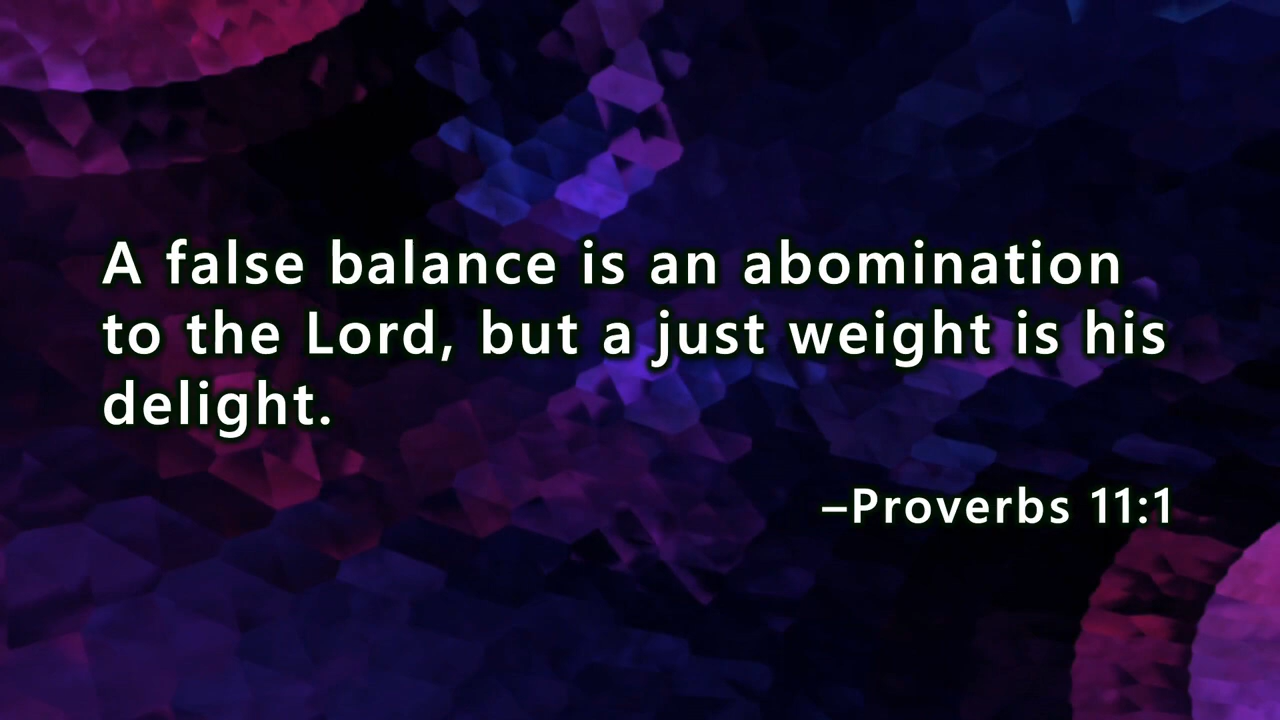 A false balance is an abomination
to the Lord, but a just weight is his
delight.
–Proverbs 11:1